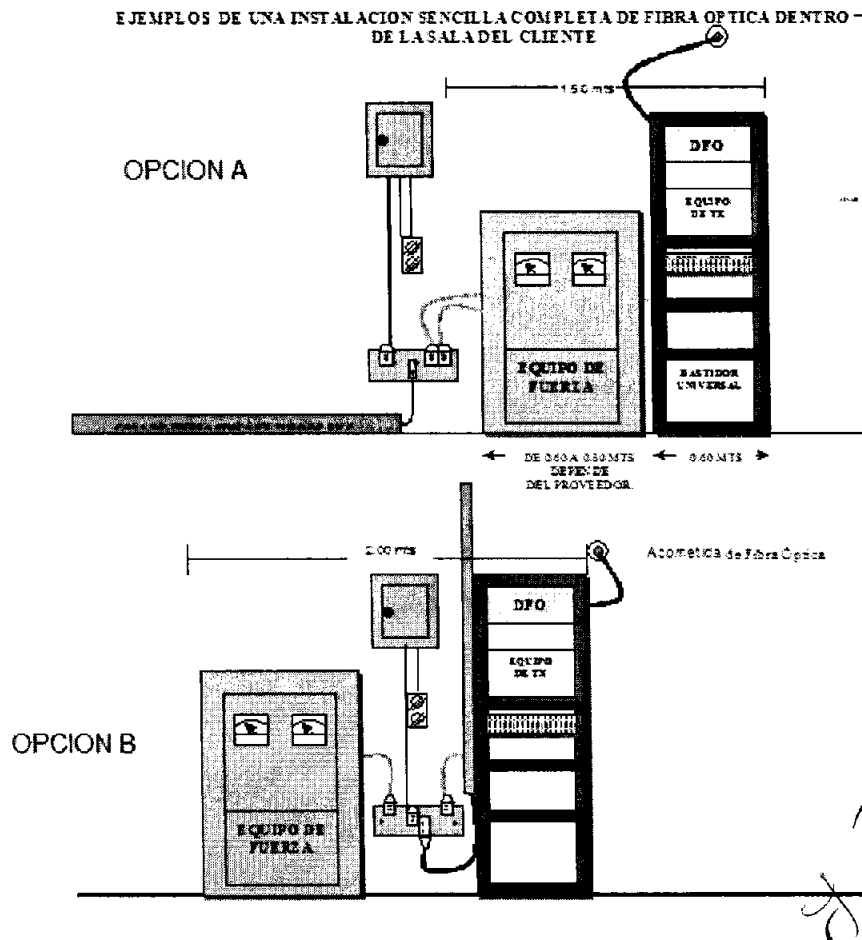 EJEMPLOS DE UNA INSTALACION SENCILLA COMPLETA DE FIBRA OPTICA DENTRO
DE LA SALA DEL CLIENTE
1.50 mts
OPCION A
DFO
EQUIPO
DE TX
EQUIPO DE
FUERZA
BASTIDOR
UNIVERSAL
DE 0.60 A 0.80 MTS
DEPENDE
DEL PROVEEDOR.
0.60 MTS
2.00 mts
Acometida de Fibra Óptica
DFO
EQUIPO
DE TX
OPCION B
EQUIPO DE
FUERZA